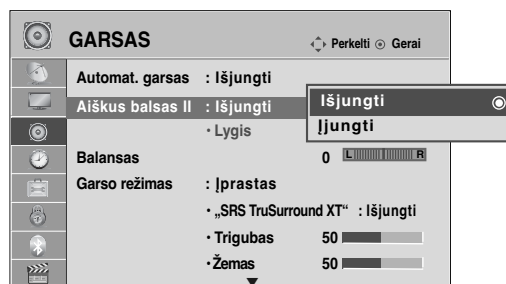 GARSAS
Perkelti Gerai
Automat. garsas : Išjungti
Aiškus balsas II : Išjungti
Išjungti
Įjungti
• Lygis
Balansas 0 L R
Garso režimas : Įprastas
• „SRS TruSurround XT“ : Išjungti
• Trigubas 50
• Žemas 50